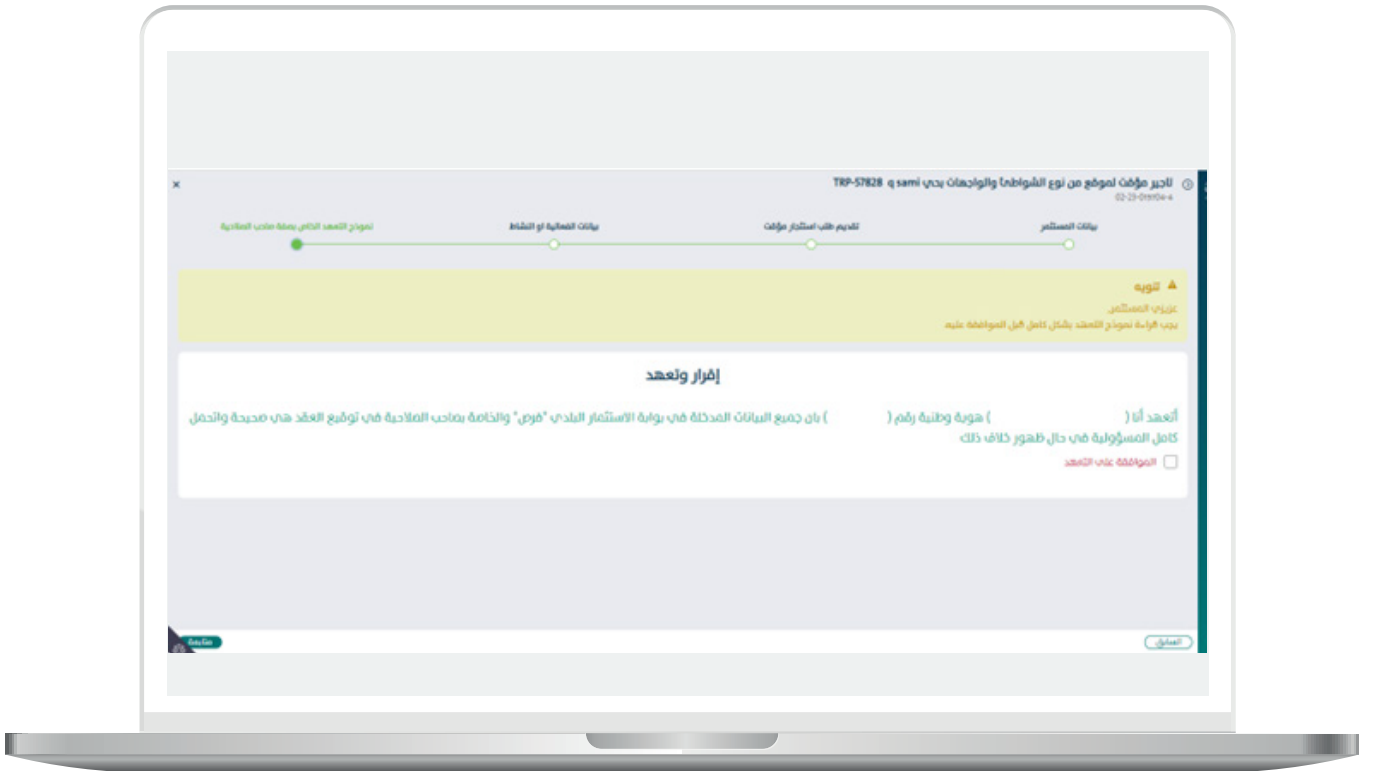 تاجير مؤقت لموقع من نوع الشواطئ والواجهات بحي q sami TRP-57828
بيانات المستثمر
تقديم طلب استئجار مؤقت
بيانات الفعالية او النشاط
نموذج التعهد الخاص بصفة صاحب الصلاحية
تنويه
عزيزي المستثمر,
يجب قراءة نموذج التعهد بشكل كامل قبل الموافقة عليه
إقرار وتعهد
أتعهد أنا ( ) هوية وطنية رقم ( ) بان جميع البيانات المدخلة في بوابة الاستثمار البلدي "فرص" والخاصة بصاحب الصلاحية في توقيع العقد هي صحيحة واتحمل
كامل المسؤولية في حال ظهور خلاف ذلك
الموافقة على التعهد
السابق
متابعة